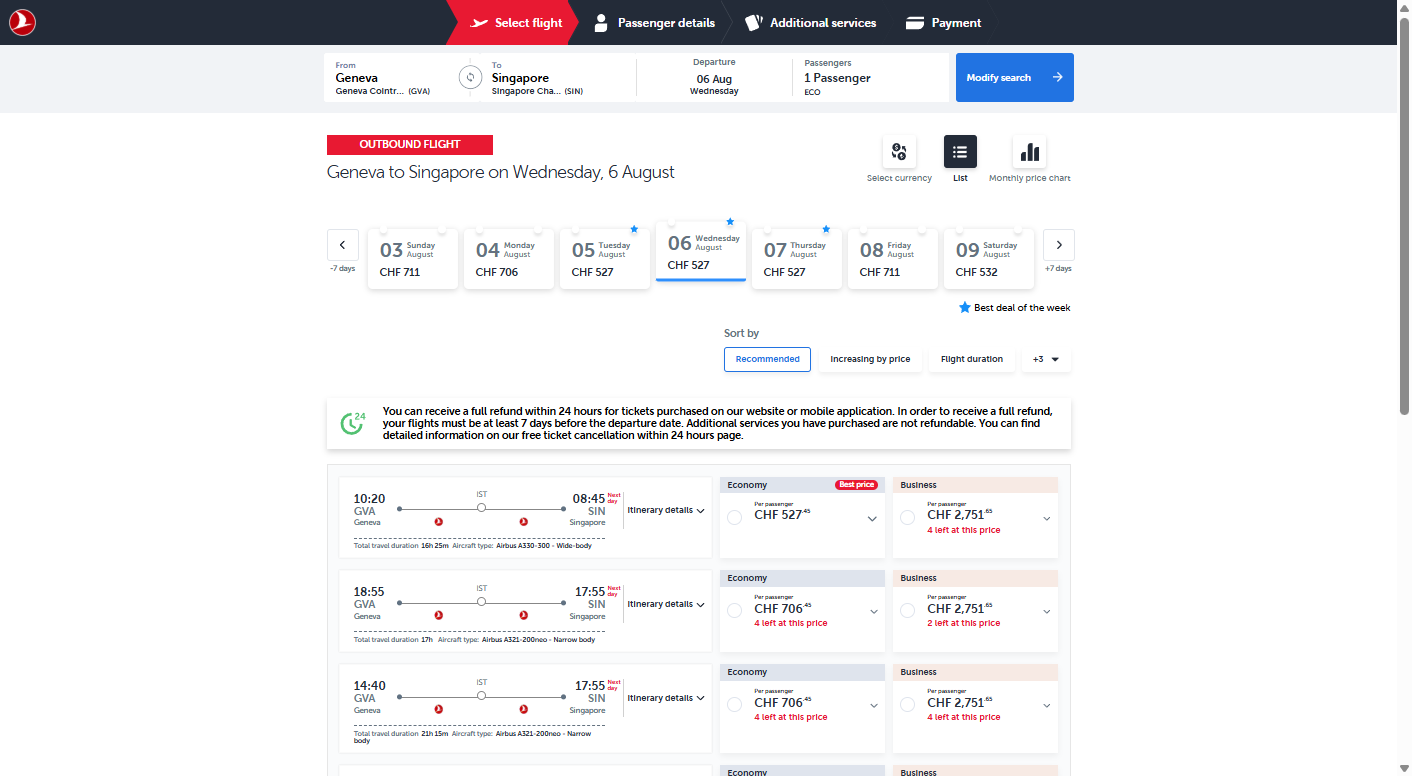 Select flight
Passenger details
Additional services
Payment
From
Geneva
Geneva Cointr... (GVA)
To
Singapore
Singapore Cha... (SIN)
Departure
06 Aug
Wednesday
Passengers
1 Passenger
ECO
Modify search
OUTBOUND FLIGHT
Geneva to Singapore on Wednesday, 6 August
Select currency
List
Monthly price chart
-7 days
03 Sunday August
CHF 711
04 Monday August
CHF 706
05 Tuesday August
CHF 527
06 Wednesday August
CHF 527
07 Thursday August
CHF 527
08 Friday August
CHF 711
09 Saturday August
CHF 532
+7 days
Best deal of the week
Sort by
Recommended
Increasing by price
Flight duration
+3
24
You can receive a full refund within 24 hours for tickets purchased on our website or mobile application. In order to receive a full refund,
your flights must be at least 7 days before the departure date. Additional services you have purchased are not refundable. You can find
detailed information on our free ticket cancellation within 24 hours page.
10:20
GVA
Geneva
IST
08:45 Next day
SIN
Singapore
Itinerary details
Total travel duration 16h 25m Aircraft type: Airbus A330-300 - Wide-body
Economy
Best price
Per passenger
CHF 527.45
Business
Per passenger
CHF 2,751.65
4 left at this price
18:55
GVA
Geneva
IST
17:55 Next day
SIN
Singapore
Itinerary details
Total travel duration 17h Aircraft type: Airbus A321-200neo - Narrow body
Economy
Per passenger
CHF 706.45
4 left at this price
Business
Per passenger
CHF 2,751.65
2 left at this price
14:40
GVA
Geneva
IST
17:55 Next day
SIN
Singapore
Itinerary details
Total travel duration 21h 15m Aircraft type: Airbus A321-200neo - Narrow
body
Economy
Per passenger
CHF 706.45
4 left at this price
Business
Per passenger
CHF 2,751.65
4 left at this price
Economy
Business